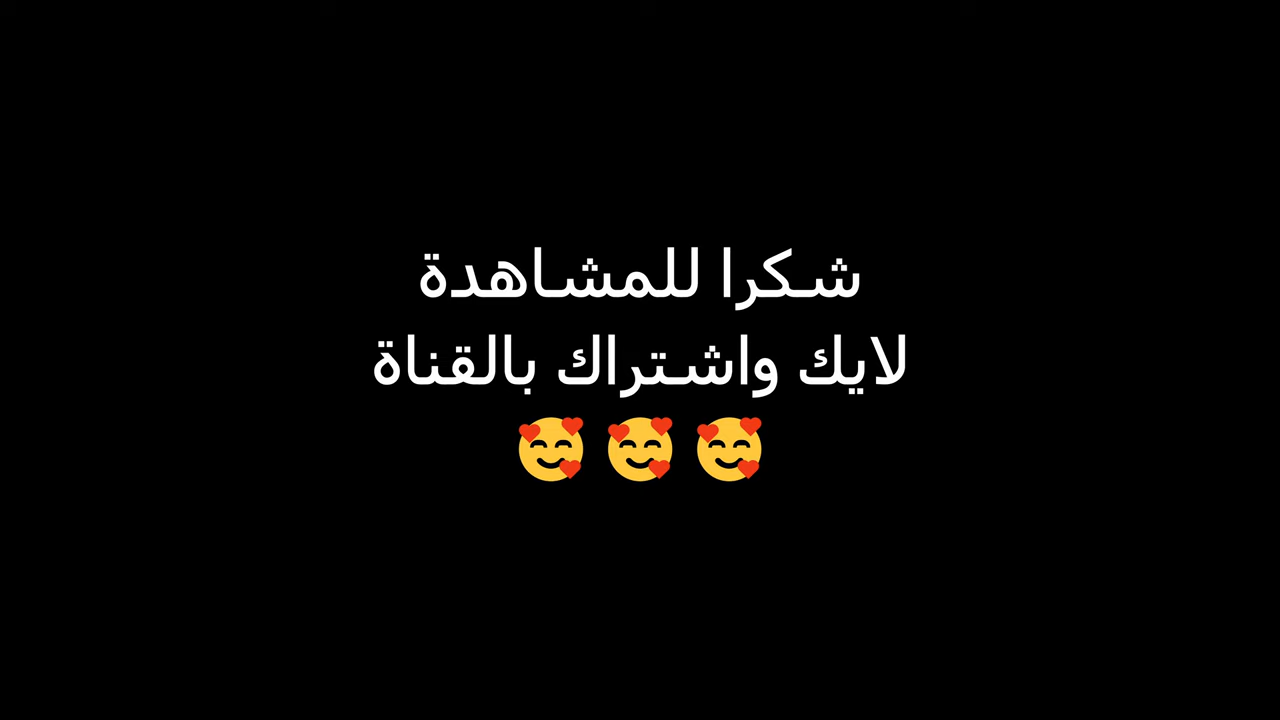 شكرا للمشاهدة
لايك واشتراك بالقناة
🥰 🥰 🥰